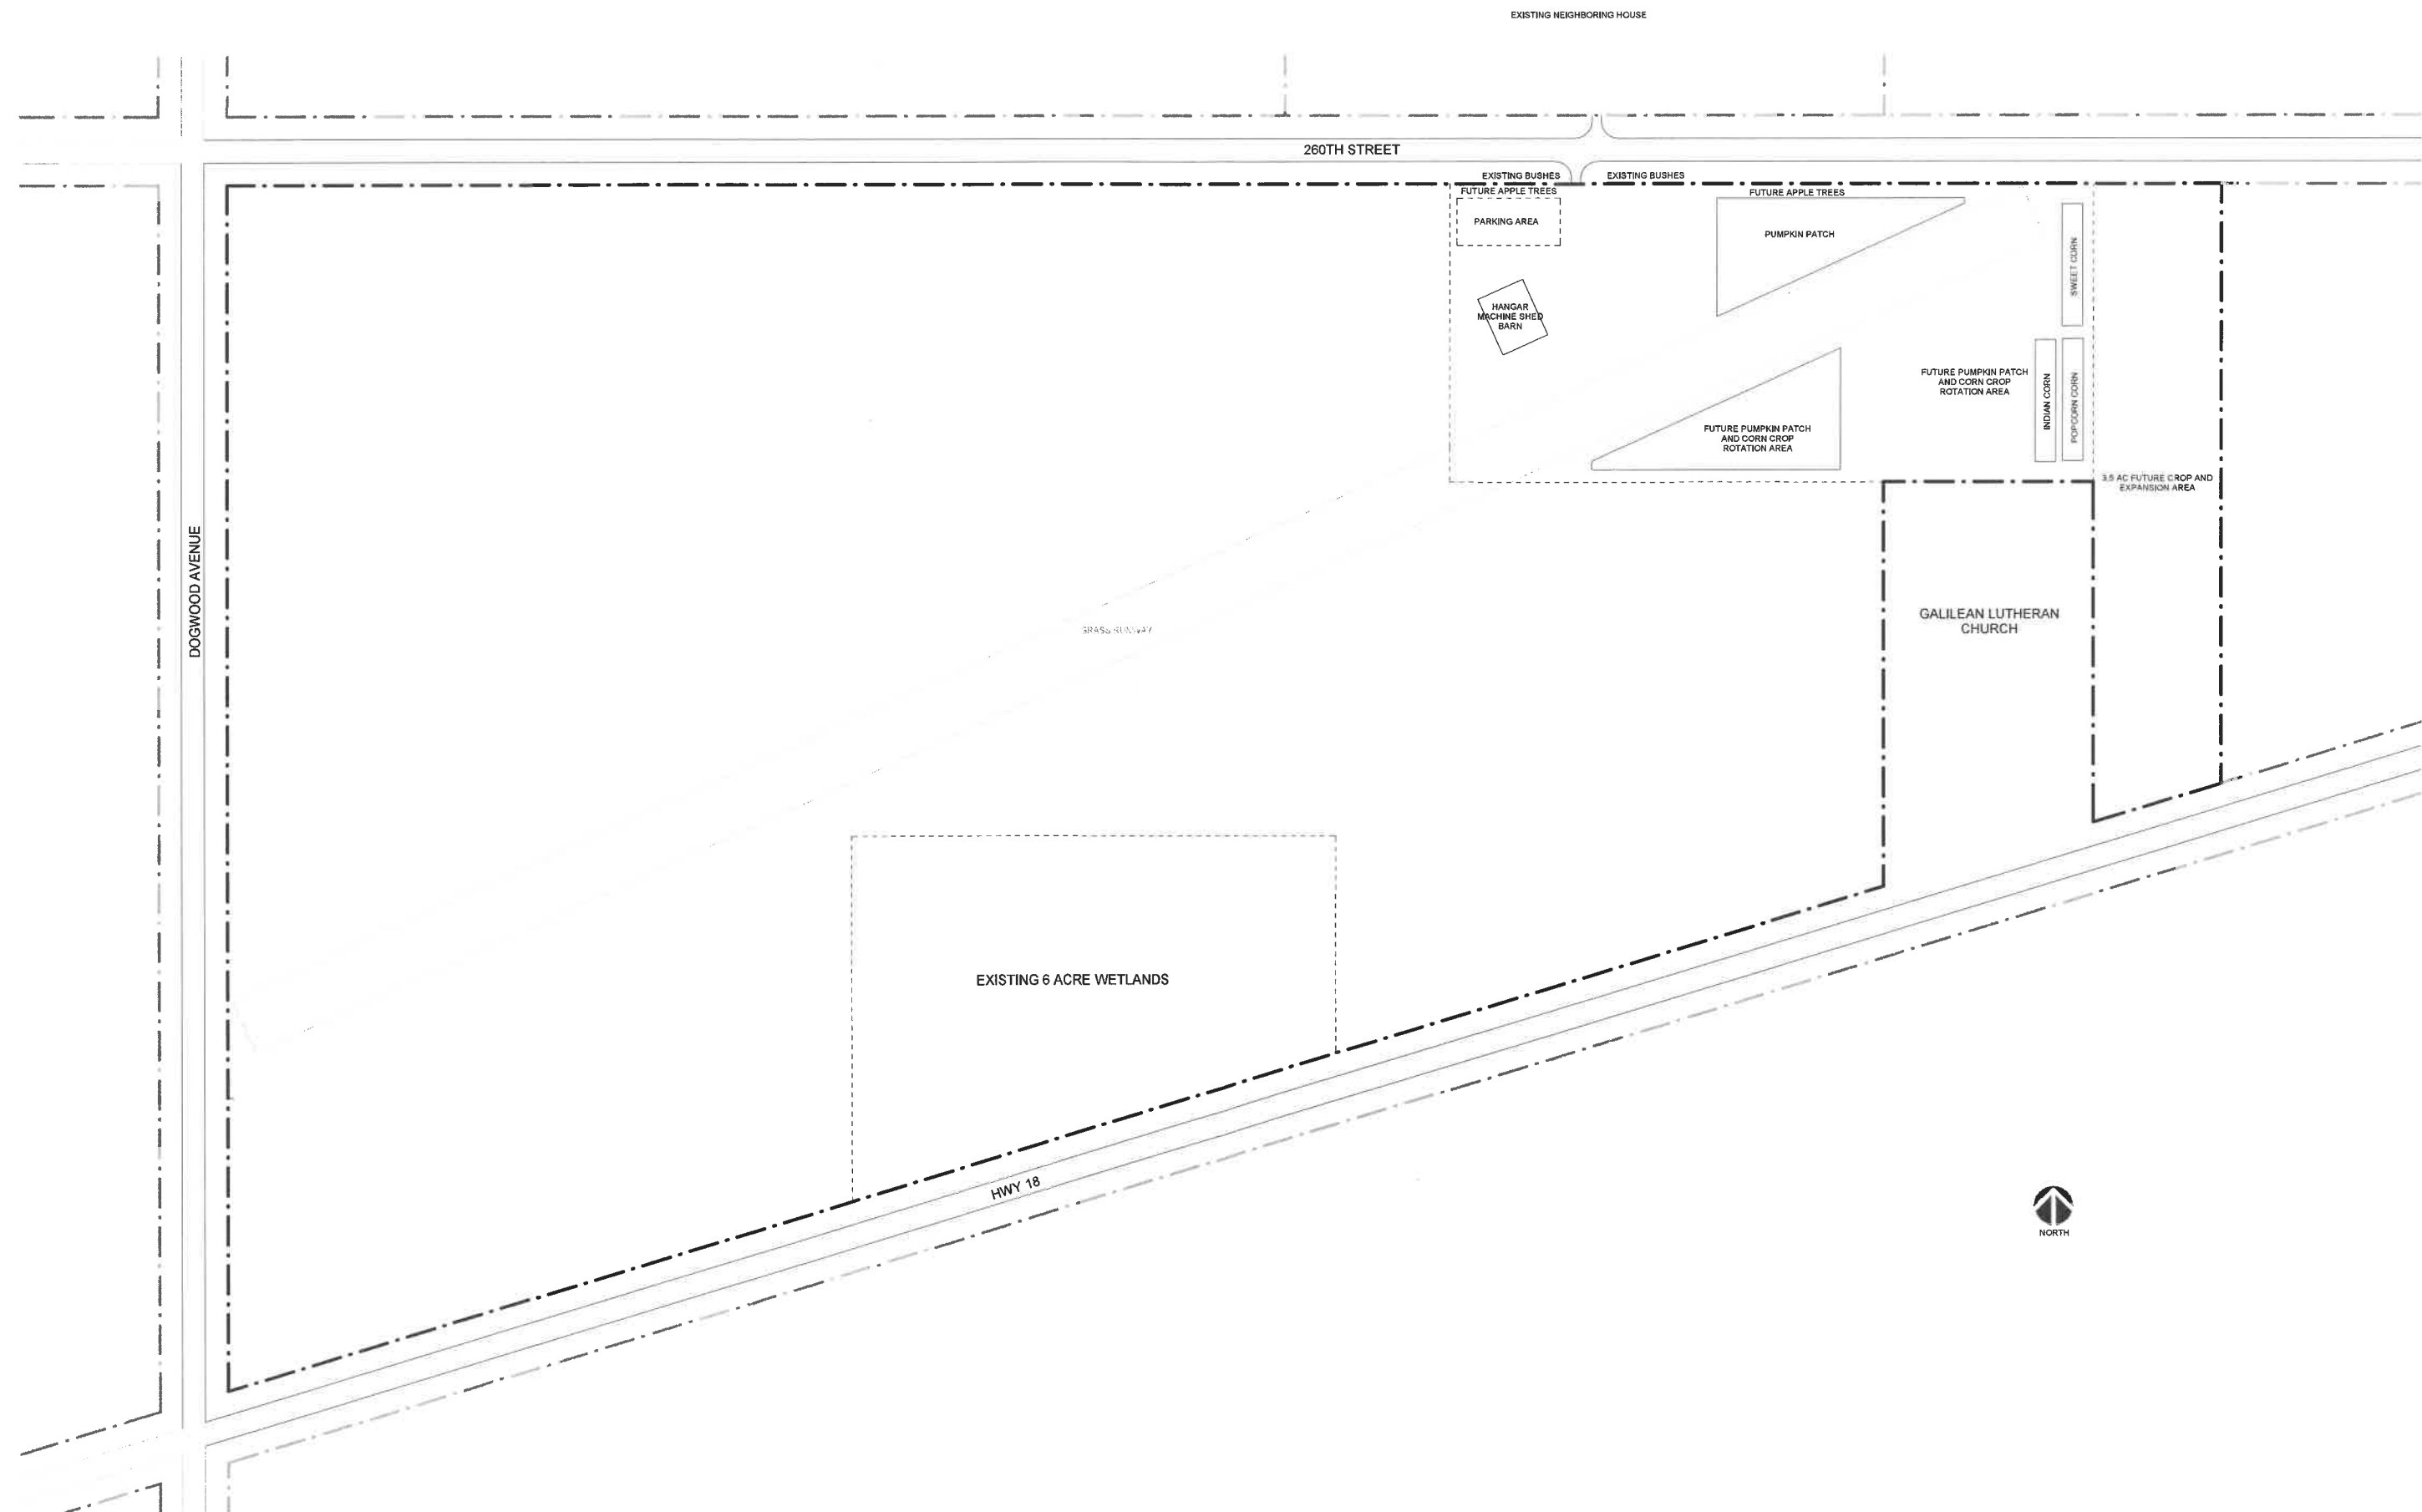 EXISTING NEIGHBORING HOUSE
260TH STREET
EXISTING BUSHES
EXISTING BUSHES
FUTURE APPLE TREES
FUTURE APPLE TREES
PARKING AREA
PUMPKIN PATCH
SWEET CORN
HANGAR
MACHINE SHED
BARN
FUTURE PUMPKIN PATCH
AND CORN CROP
ROTATION AREA
INDIAN CORN
POPCORN CORN
FUTURE PUMPKIN PATCH
AND CORN CROP
ROTATION AREA
3.5 AC FUTURE CROP AND
EXPANSION AREA
DOGWOOD AVENUE
GALILEAN LUTHERAN
CHURCH
GRASS RUNWAY
EXISTING 6 ACRE WETLANDS
HWY 18
NORTH